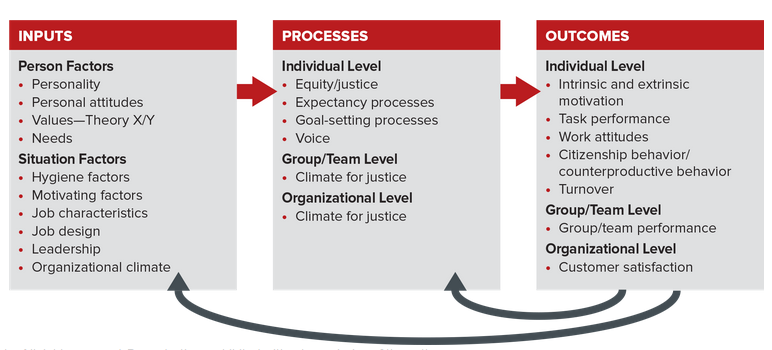 INPUTS
Person Factors
• Personality
• Personal attitudes
• Values—Theory X/Y
• Needs
Situation Factors
• Hygiene factors
• Motivating factors
• Job characteristics
• Job design
• Leadership
• Organizational climate
PROCESSES
Individual Level
• Equity/justice
• Expectancy processes
• Goal-setting processes
• Voice
Group/Team Level
• Climate for justice
Organizational Level
• Climate for justice
OUTCOMES
Individual Level
• Intrinsic and extrinsic
motivation
• Task performance
• Work attitudes
• Citizenship behavior/
counterproductive behavior
• Turnover
Group/Team Level
• Group/team performance
Organizational Level
• Customer satisfaction